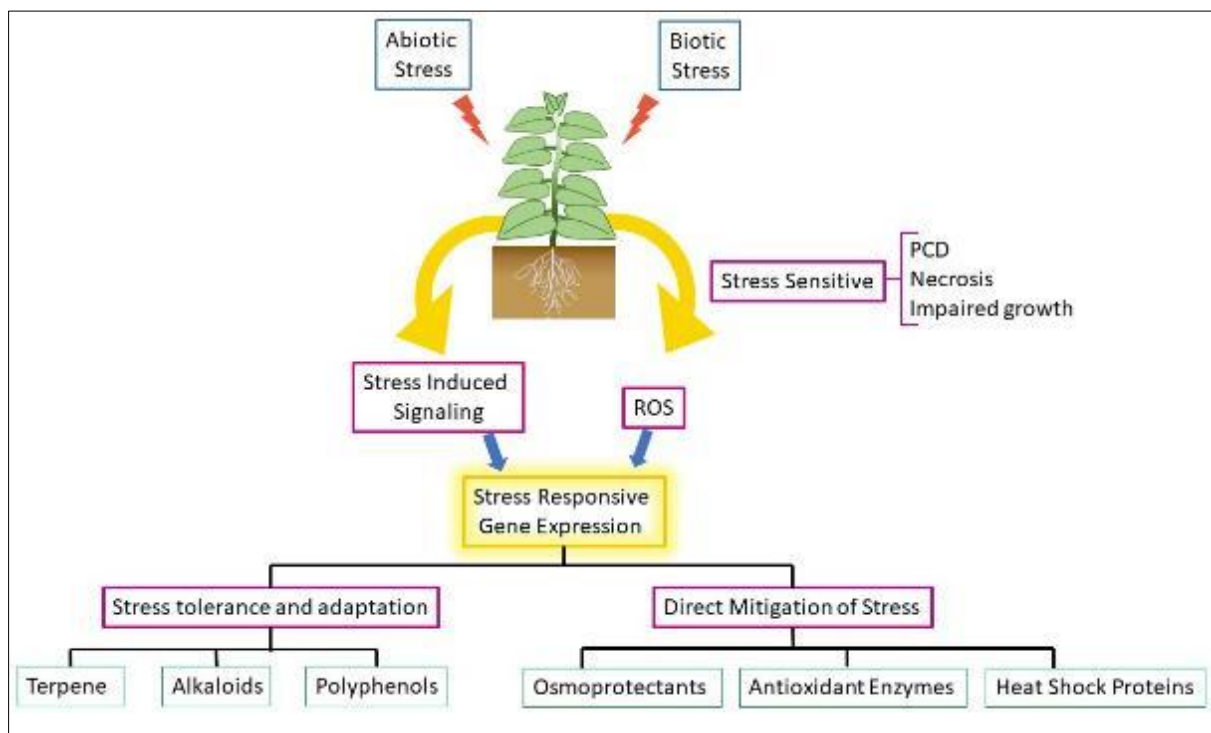 Abiotic
Stress
Biotic
Stress
Stress Sensitive
PCD
Necrosis
Impaired growth
Stress Induced
Signaling
ROS
Stress Responsive
Gene Expression
Stress tolerance and adaptation
Direct Mitigation of Stress
Terpene
Alkaloids
Polyphenols
Osmoprotectants
Antioxidant Enzymes
Heat Shock Proteins